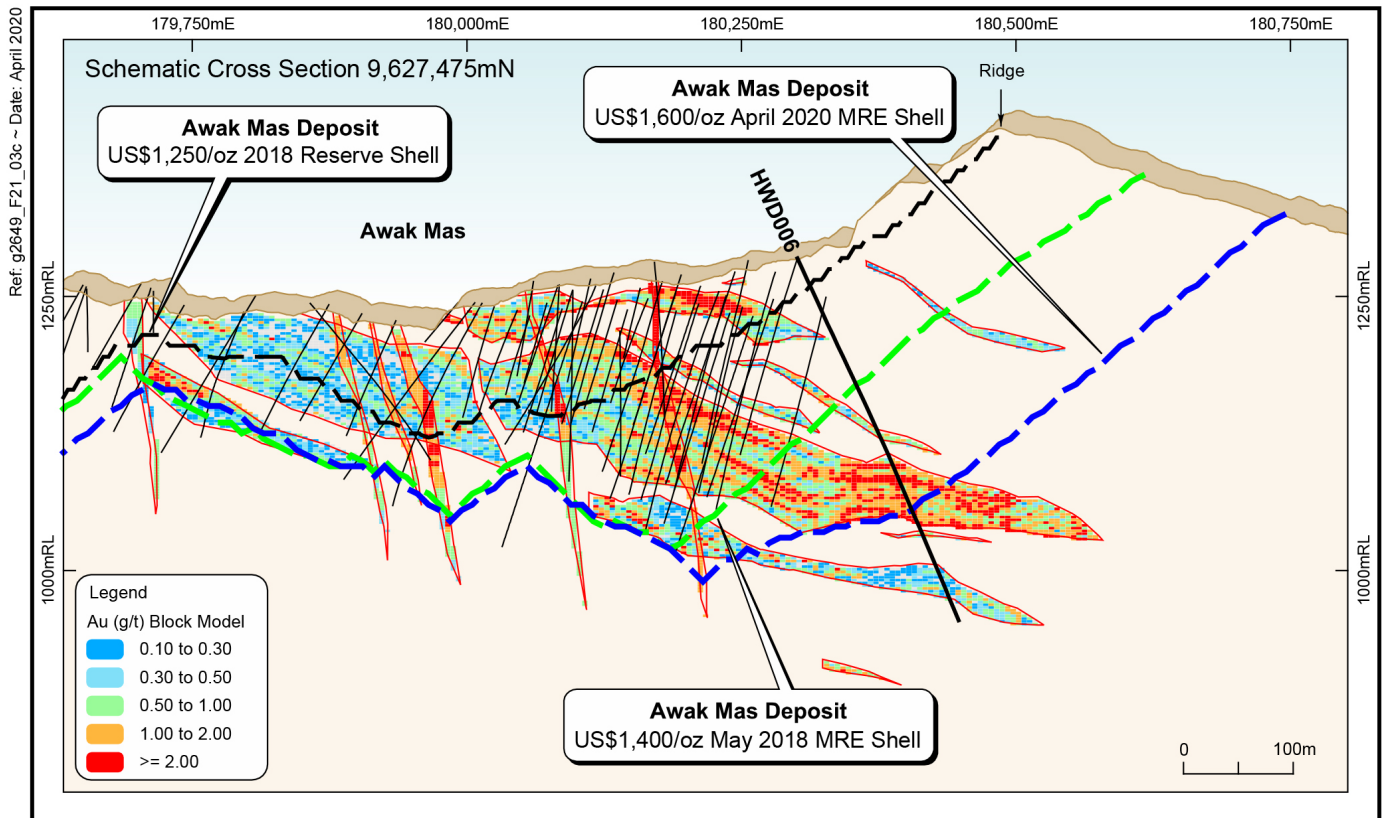 Ref: g2649_F21_03c ~ Date: April 2020
179,750mE
180,000mE
180,250mE
180,500mE
180,750mE
Schematic Cross Section 9,627,475mN
Awak Mas Deposit
US$1,250/oz 2018 Reserve Shell
Awak Mas Deposit
US$1,600/oz April 2020 MRE Shell
Ridge
Awak Mas
HWD006
1250mRL
1250mRL
1000mRL
1000mRL
Legend
Au (g/t) Block Model
0.10 to 0.30
0.30 to 0.50
0.50 to 1.00
1.00 to 2.00
>= 2.00
Awak Mas Deposit
US$1,400/oz May 2018 MRE Shell
0
100m